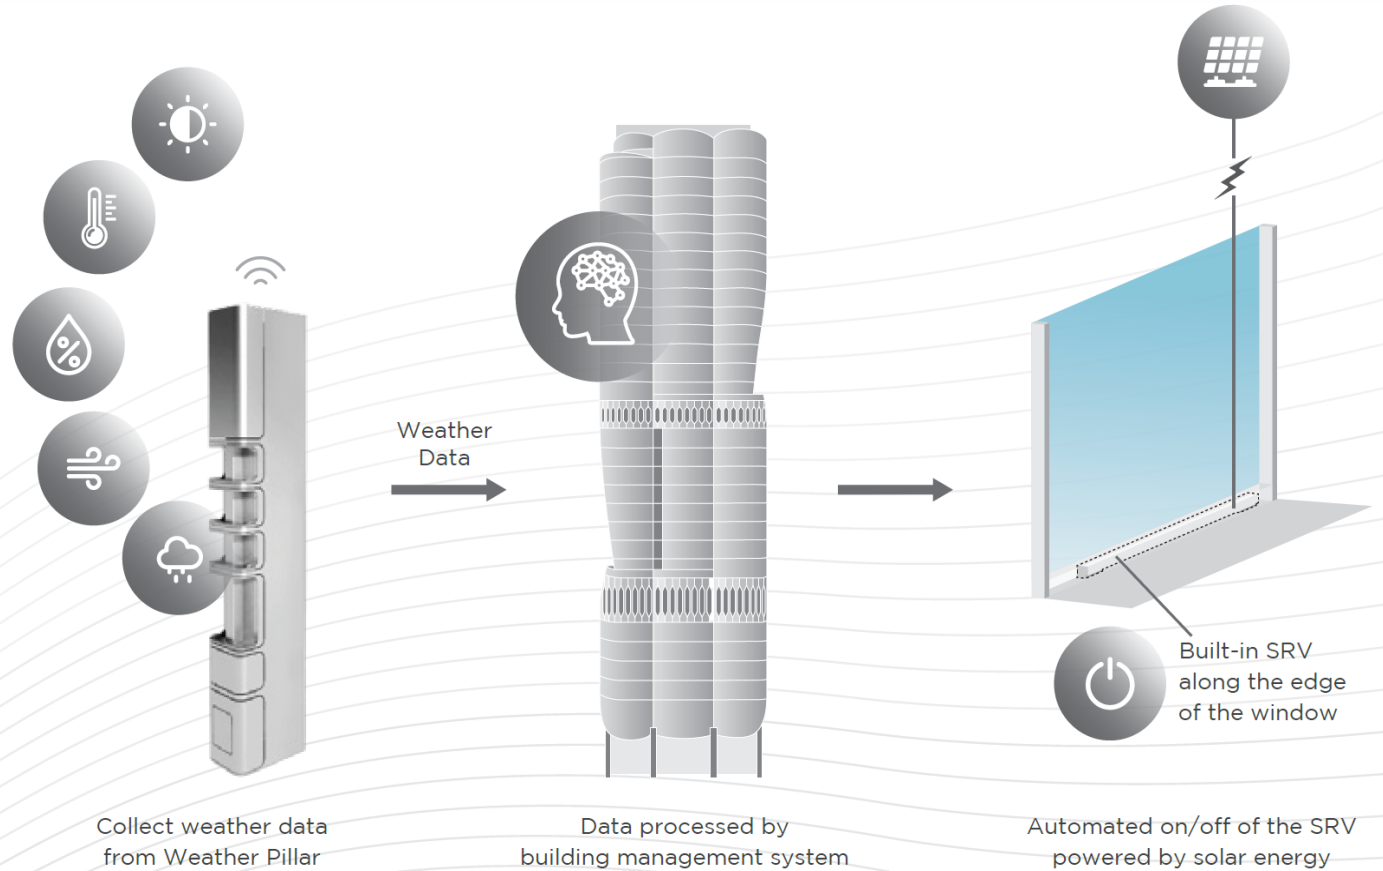 Weather
Data
Built-in SRV
along the edge
of the window
Collect weather data
from Weather Pillar
Data processed by
building management system
Automated on/off of the SRV
powered by solar energy